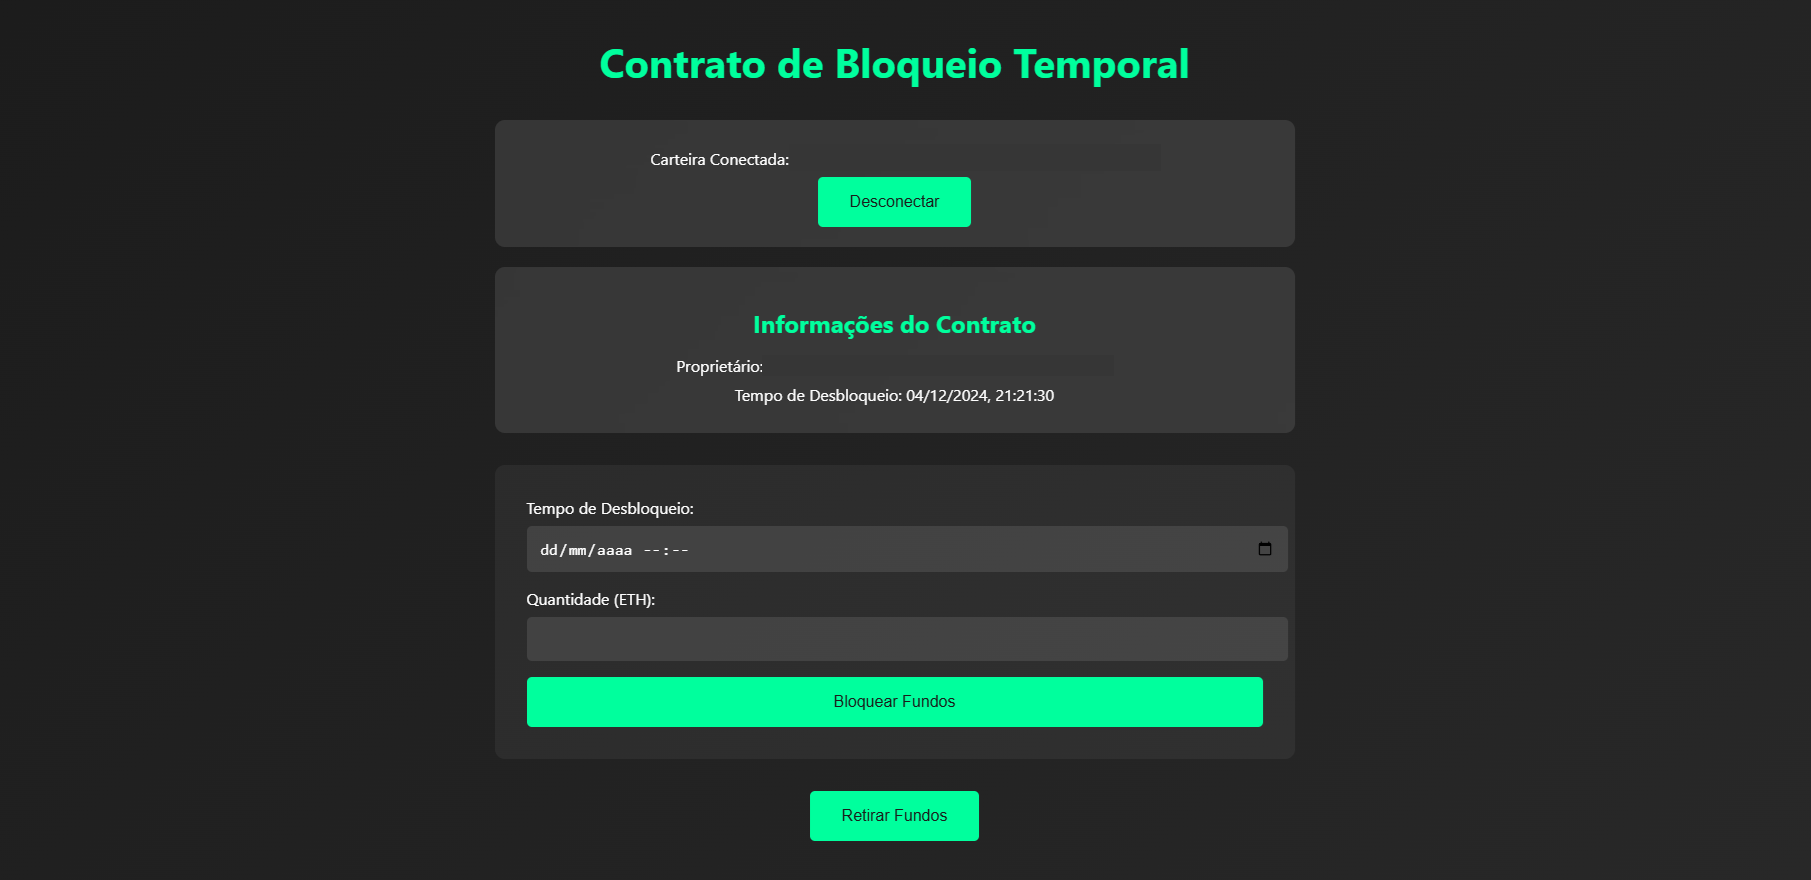 Contrato de Bloqueio Temporal
Carteira Conectada:
Desconectar
Informações do Contrato
Proprietário:
Tempo de Desbloqueio: 04/12/2024, 21:21:30
Tempo de Desbloqueio:
dd/mm/aaaa --:--
Quantidade (ETH):
Bloquear Fundos
Retirar Fundos